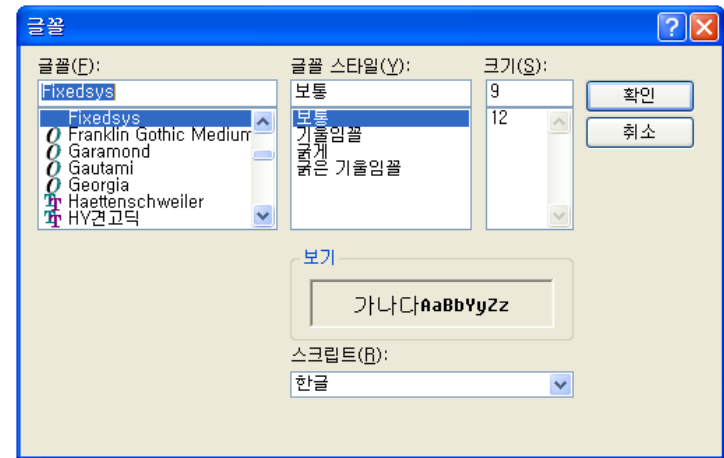 글꼴
글꼴(F):
Fixedsys
Fixedsys
Franklin Gothic Medium
Garamond
Gautami
Georgia
Haettenschweiler
HY견고딕
글꼴 스타일(Y):
보통
보통
기울임꼴
굵게
굵은 기울임꼴
크기(S):
9
12
확인
취소
보기
가나다AaBbYyZz
스크립트(R):
한글